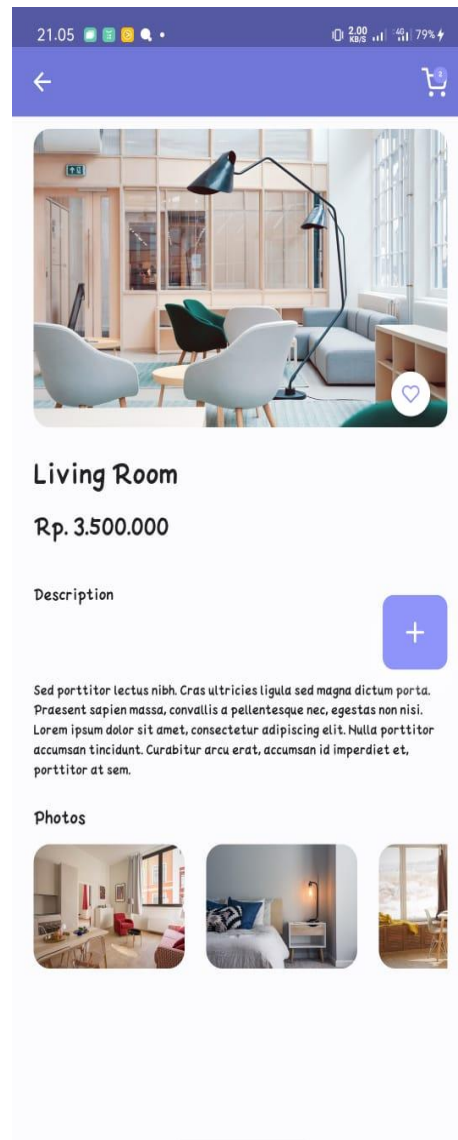 21.05
2.00
KB/S
4G
79%
Living Room
Rp. 3.500.000
Description
Sed porttitor lectus nibh. Cras ultricies ligula sed magna dictum porta.
Praesent sapien massa, convallis a pellentesque nec, egestas non nisi.
Lorem ipsum dolor sit amet, consectetur adipiscing elit. Nulla porttitor
accumsan tincidunt. Curabitur arcu erat, accumsan id imperdiet et,
porttitor at sem.
Photos